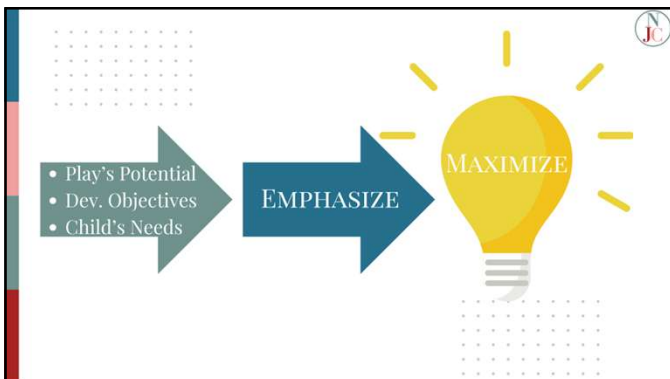 • Play's Potential
• Dev. Objectives
• Child's Needs
EMPHASIZE
MAXIMIZE
N
JC